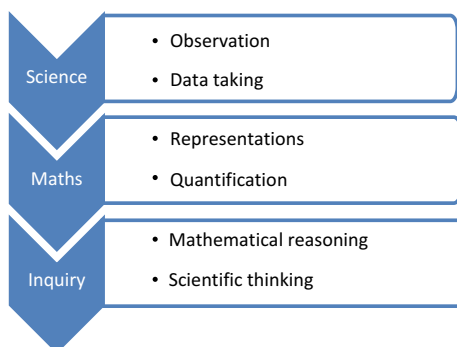 Science
• Observation
• Data taking
Maths
• Representations
• Quantification
Inquiry
• Mathematical reasoning
• Scientific thinking